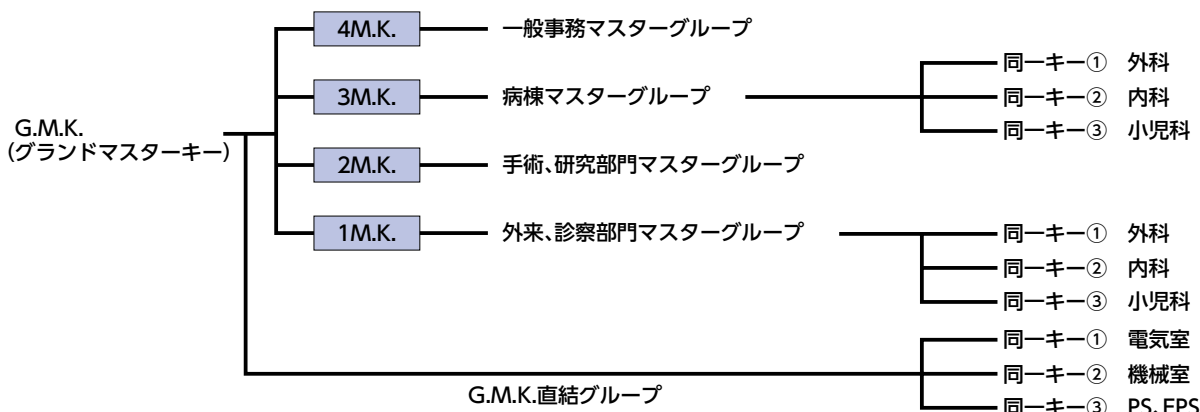 G.M.K.
(グランドマスターキー)
4M.K. 一般事務マスターグループ
3M.K. 病棟マスターグループ
同一キー① 外科
同一キー② 内科
同一キー③ 小児科
2M.K. 手術、研究部門マスターグループ
1M.K. 外来、診察部門マスターグループ
同一キー① 外科
同一キー② 内科
同一キー③ 小児科
G.M.K.直結グループ
同一キー① 電気室
同一キー② 機械室
同一キー③ PS、EPS